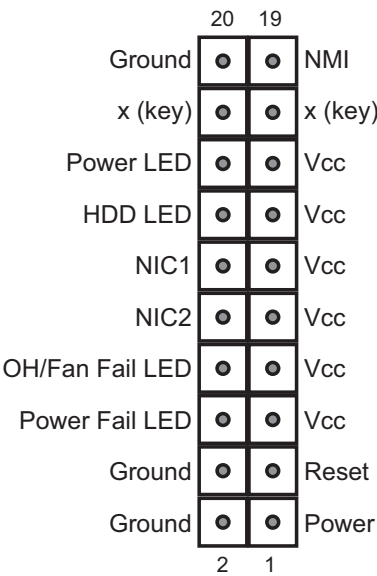 20 19
Ground NMI
x (key) x (key)
Power LED Vcc
HDD LED Vcc
NIC1 Vcc
NIC2 Vcc
OH/Fan Fail LED Vcc
Power Fail LED Vcc
Ground Reset
Ground Power
2 1